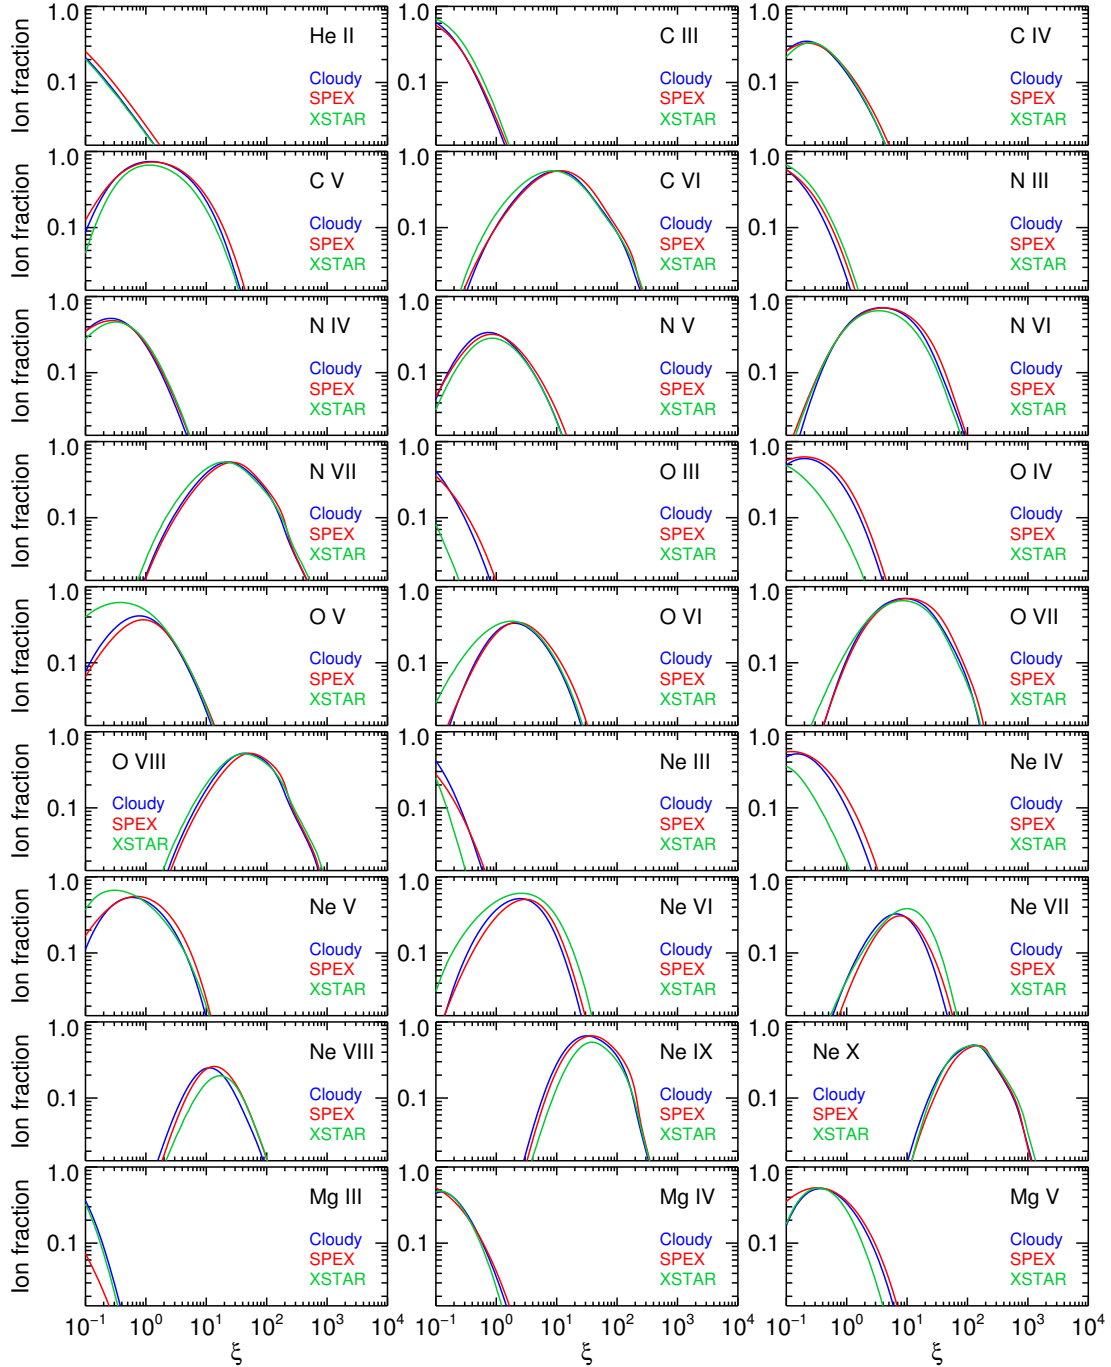 Ion fraction 1.0 0.1 He II Cloudy SPEX XSTAR
1.0 0.1 C III Cloudy SPEX XSTAR
1.0 0.1 C IV Cloudy SPEX XSTAR
Ion fraction 1.0 0.1 C V Cloudy SPEX XSTAR
1.0 0.1 C VI Cloudy SPEX XSTAR
1.0 0.1 N III Cloudy SPEX XSTAR
Ion fraction 1.0 0.1 N IV Cloudy SPEX XSTAR
1.0 0.1 N V Cloudy SPEX XSTAR
1.0 0.1 N VI Cloudy SPEX XSTAR
Ion fraction 1.0 0.1 N VII Cloudy SPEX XSTAR
1.0 0.1 O III Cloudy SPEX XSTAR
1.0 0.1 O IV Cloudy SPEX XSTAR
Ion fraction 1.0 0.1 O V Cloudy SPEX XSTAR
1.0 0.1 O VI Cloudy SPEX XSTAR
1.0 0.1 O VII Cloudy SPEX XSTAR
Ion fraction 1.0 0.1 O VIII Cloudy SPEX XSTAR
1.0 0.1 Ne III Cloudy SPEX XSTAR
1.0 0.1 Ne IV Cloudy SPEX XSTAR
Ion fraction 1.0 0.1 Ne V Cloudy SPEX XSTAR
1.0 0.1 Ne VI Cloudy SPEX XSTAR
1.0 0.1 Ne VII Cloudy SPEX XSTAR
Ion fraction 1.0 0.1 Ne VIII Cloudy SPEX XSTAR
1.0 0.1 Ne IX Cloudy SPEX XSTAR
1.0 0.1 Ne X Cloudy SPEX XSTAR
Ion fraction 1.0 0.1 Mg III Cloudy SPEX XSTAR
1.0 0.1 Mg IV Cloudy SPEX XSTAR
1.0 0.1 Mg V Cloudy SPEX XSTAR
10⁻¹ 10⁰ 10¹ 10² 10³ 10⁴ 10⁻¹ 10⁰ 10¹ 10² 10³ 10⁴ 10⁻¹ 10⁰ 10¹ 10² 10³ 10⁴
ξ ξ ξ